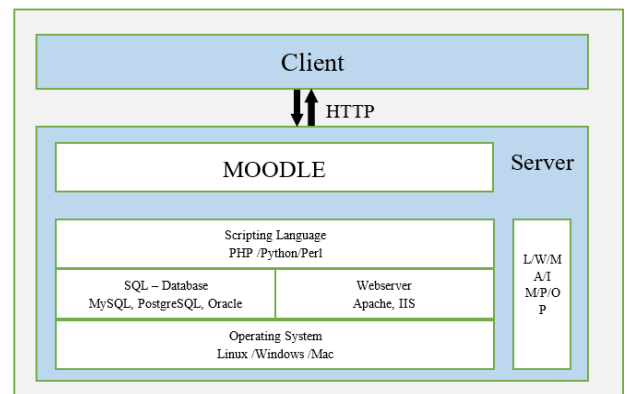 Client
HTTP
MOODLE
Server
Scripting Language
PHP /Python/Perl
SQL – Database
MySQL, PostgreSQL, Oracle
Webserver
Apache, IIS
Operating System
Linux /Windows /Mac
L/W/M
A/I
M/P/O
P